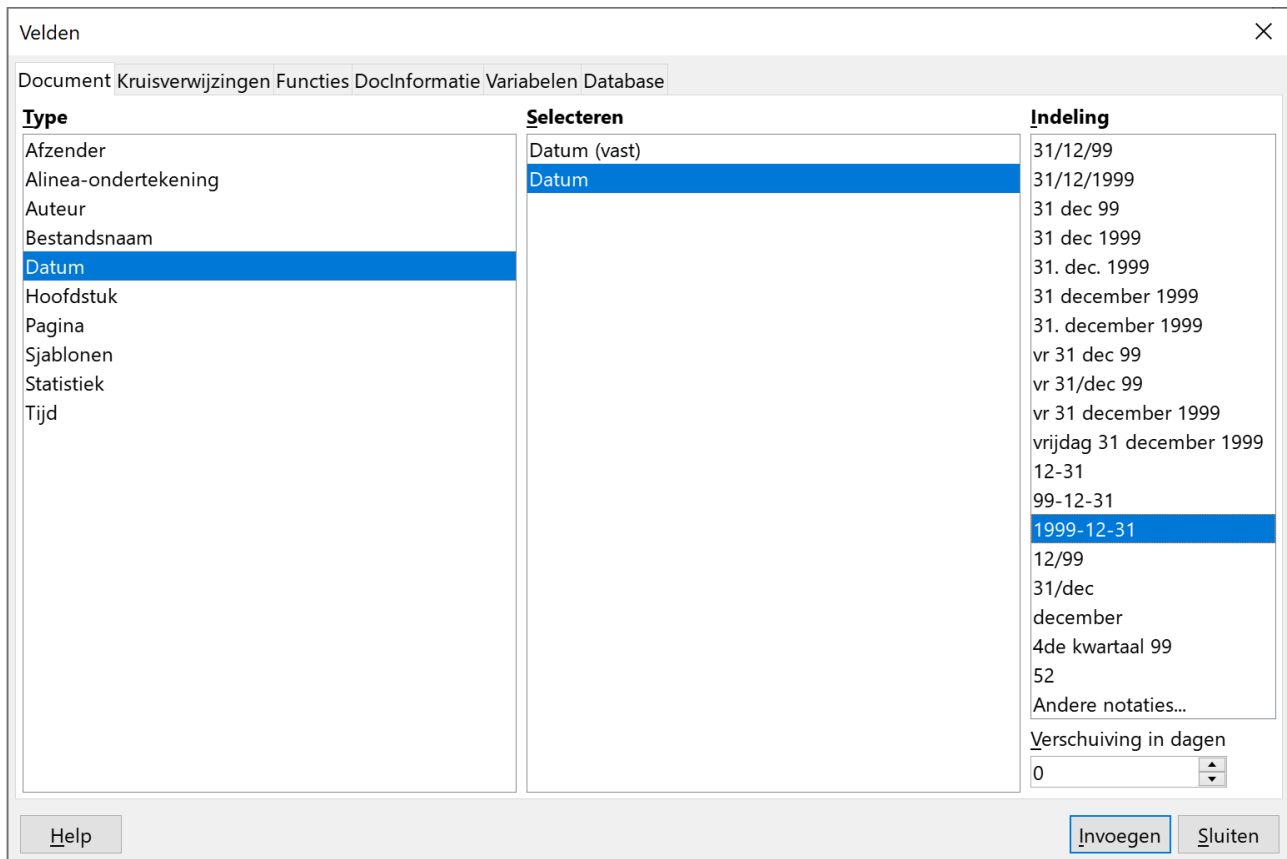 Velden
Document Kruisverwijzingen Functies DocInformatie Variabelen Database
Type
Afzender
Alinea-ondertekening
Auteur
Bestandsnaam
Datum
Hoofdstuk
Pagina
Sjablonen
Statistiek
Tijd
Selecteren
Datum (vast)
Datum
Indeling
31/12/99
31/12/1999
31 dec 99
31 dec 1999
31. dec. 1999
31 december 1999
31. december 1999
vr 31 dec 99
vr 31/dec 99
vr 31 december 1999
vrijdag 31 december 1999
12-31
99-12-31
1999-12-31
12/99
31/dec
december
4de kwartaal 99
52
Andere notaties...
Verschuiving in dagen
0
Help
Invoegen
Sluiten